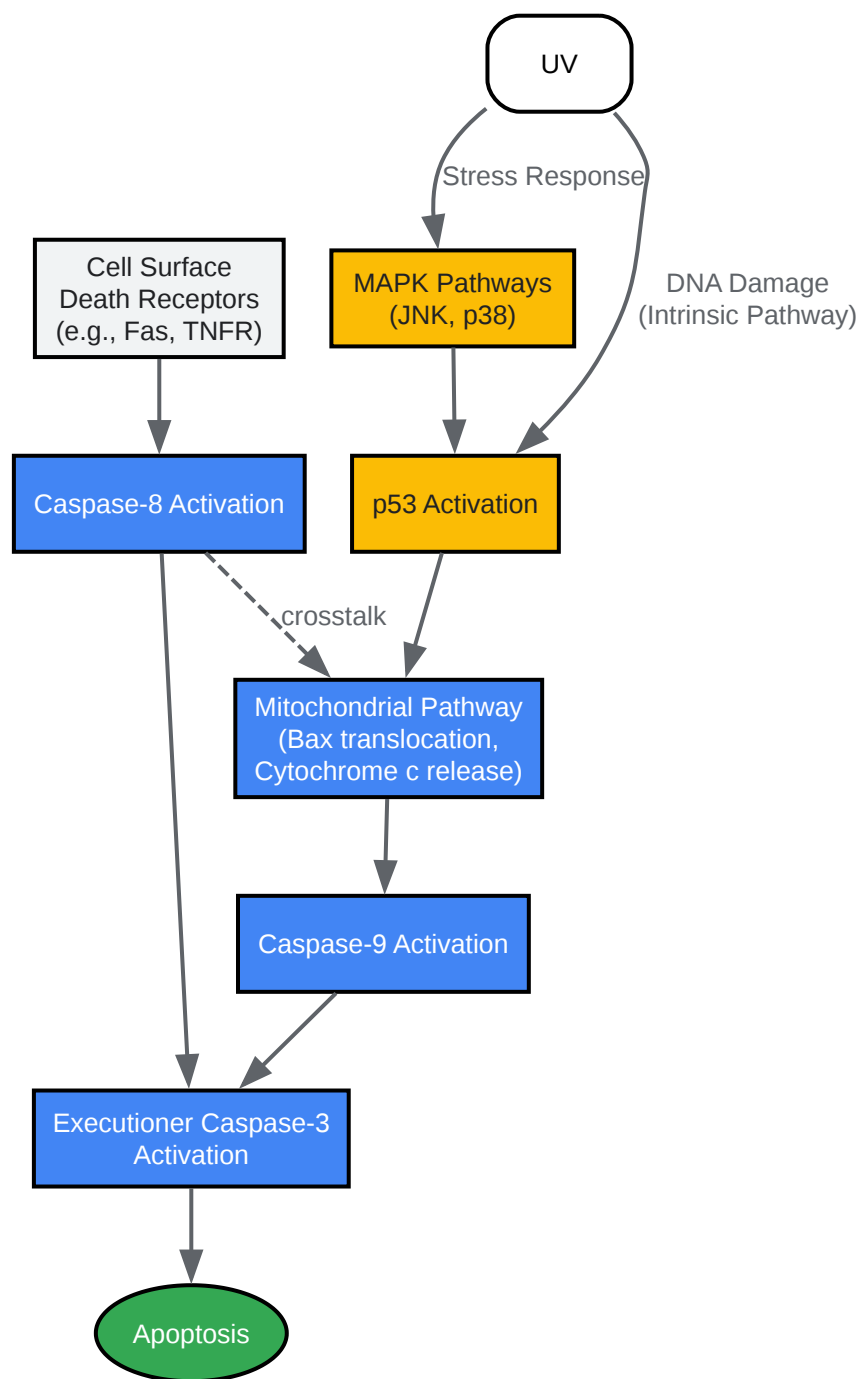 UV
Stress Response
Cell Surface
Death Receptors
(e.g., Fas, TNFR)
MAPK Pathways
(JNK, p38)
DNA Damage
(Intrinsic Pathway)
Caspase-8 Activation
p53 Activation
crosstalk
Mitochondrial Pathway
(Bax translocation,
Cytochrome c release)
Caspase-9 Activation
Executioner Caspase-3
Activation
Apoptosis